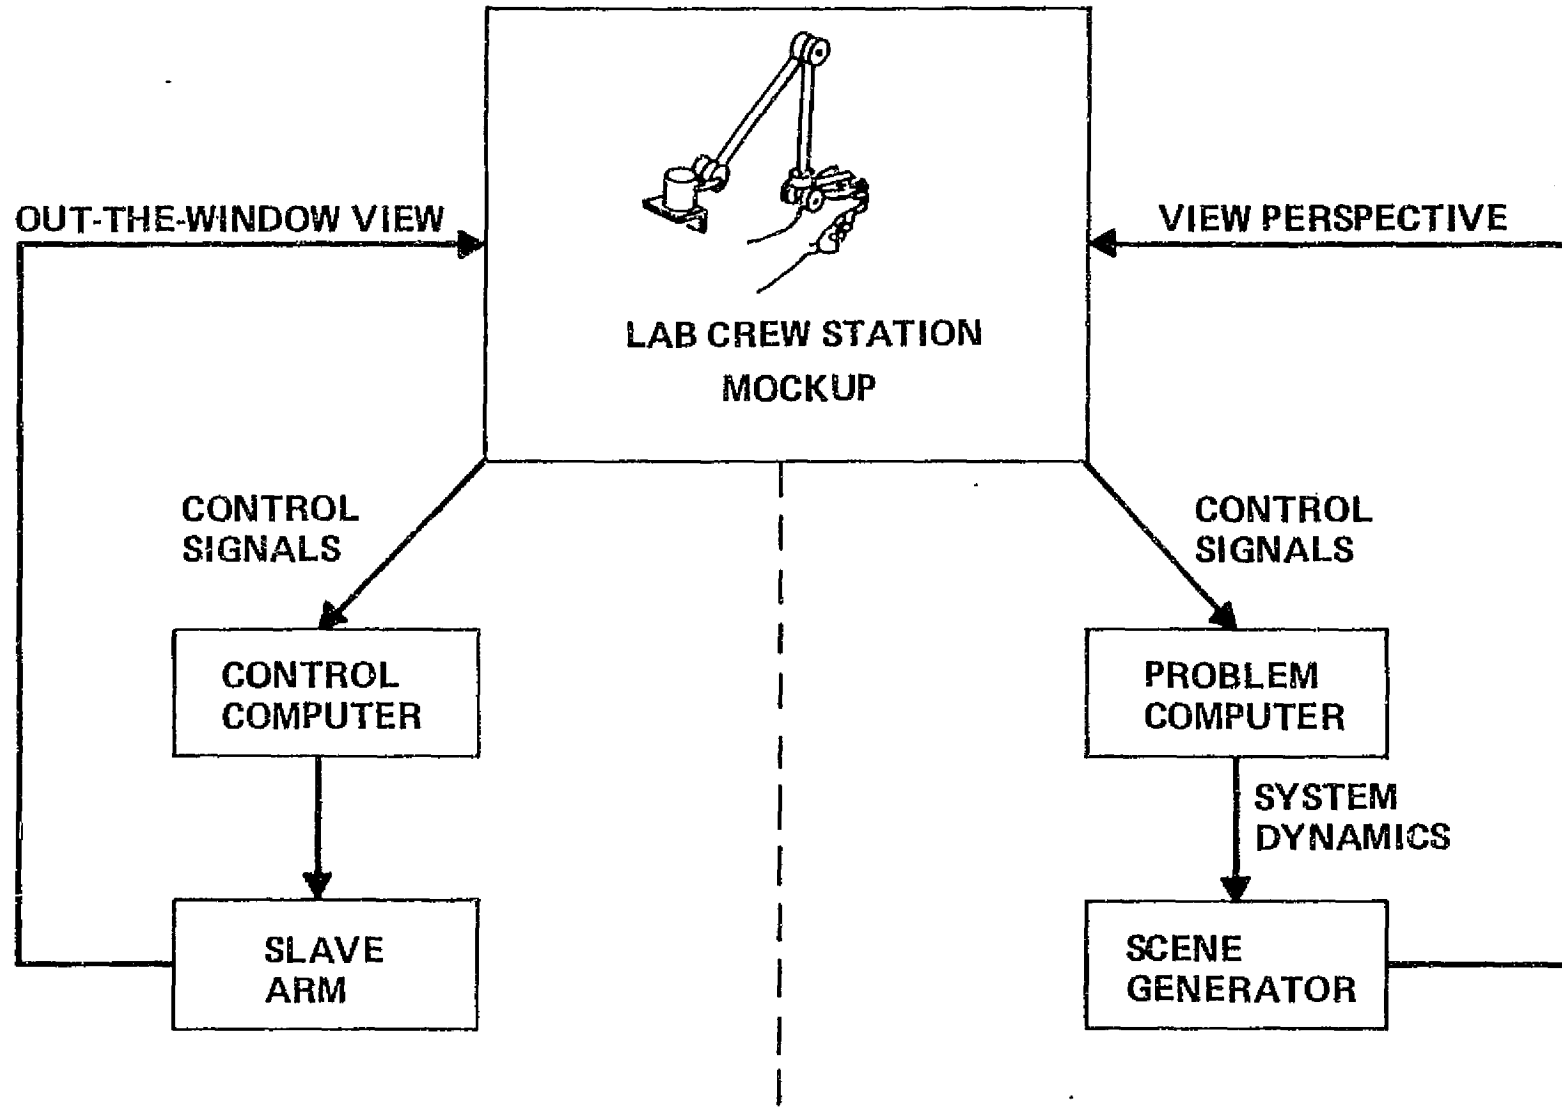 OUT-THE-WINDOW VIEW
VIEW PERSPECTIVE
LAB CREW STATION
MOCKUP
CONTROL
SIGNALS
CONTROL
SIGNALS
CONTROL
COMPUTER
PROBLEM
COMPUTER
SYSTEM
DYNAMICS
SLAVE
ARM
SCENE
GENERATOR